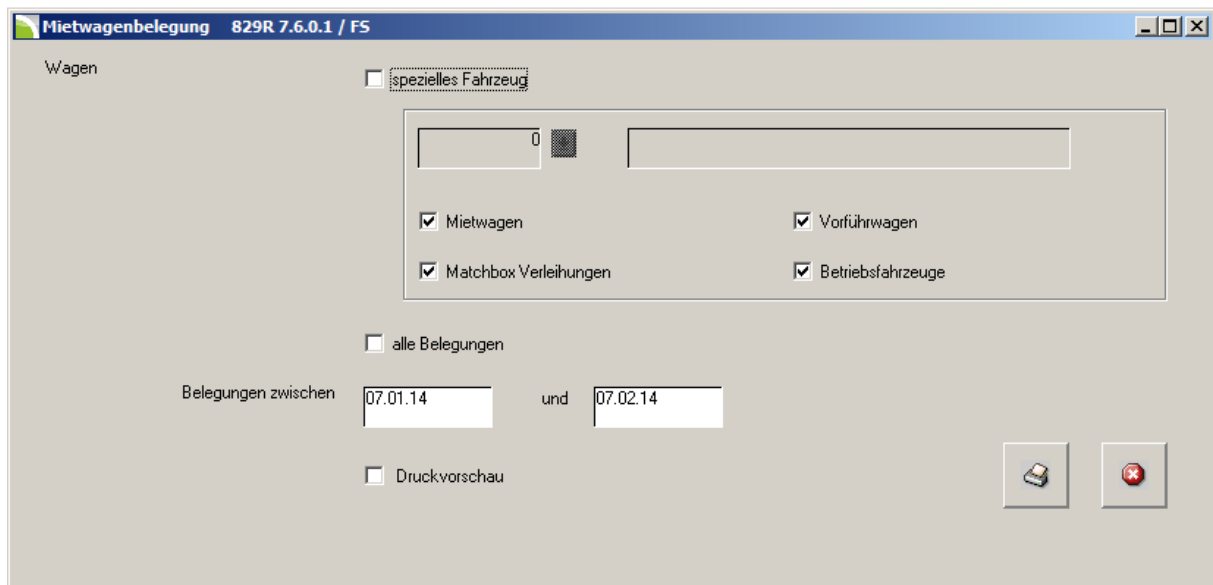 Mietwagenbelegung 829R 7.6.0.1 / FS
Wagen
spezielles Fahrzeug
0
Mietwagen Vorführwagen
Matchbox Verleihungen Betriebsfahrzeuge
alle Belegungen
Belegungen zwischen 07.01.14 und 07.02.14
Druckvorschau